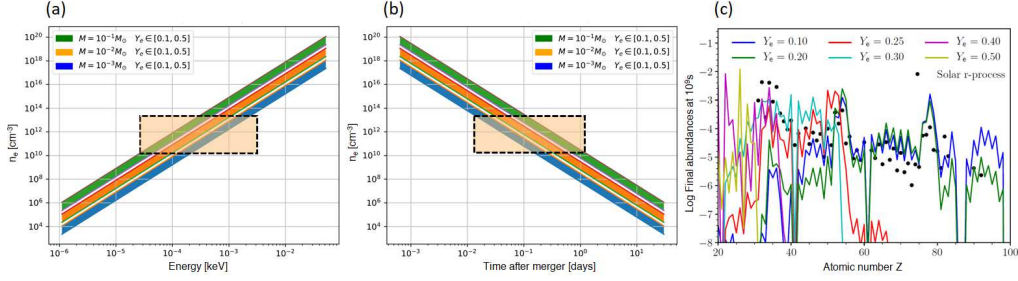 (a)
(b)
(c)
M = 10⁻¹M⊙ Yₑ ∈ [0.1, 0.5]
M = 10⁻²M⊙ Yₑ ∈ [0.1, 0.5]
M = 10⁻³M⊙ Yₑ ∈ [0.1, 0.5]
10²⁰
10¹⁸
10¹⁶
10¹⁴
10¹²
10¹⁰
10⁸
10⁶
10⁴
nₑ [cm⁻³]
10⁻⁶
10⁻⁵
10⁻⁴
10⁻³
10⁻²
Energy [keV]
M = 10⁻¹M⊙ Yₑ ∈ [0.1, 0.5]
M = 10⁻²M⊙ Yₑ ∈ [0.1, 0.5]
M = 10⁻³M⊙ Yₑ ∈ [0.1, 0.5]
10²⁰
10¹⁸
10¹⁶
10¹⁴
10¹²
10¹⁰
10⁸
10⁶
10⁴
nₑ [cm⁻³]
10⁻²
10⁻¹
10⁰
10¹
Time after merger [days]
Yₑ = 0.10
Yₑ = 0.25
Yₑ = 0.40
Yₑ = 0.20
Yₑ = 0.30
Yₑ = 0.50
Solar r-process
−1
−2
−3
−4
−5
−6
−7
−8
Log Final abundances at 10⁹s
20
40
60
80
100
Atomic number Z